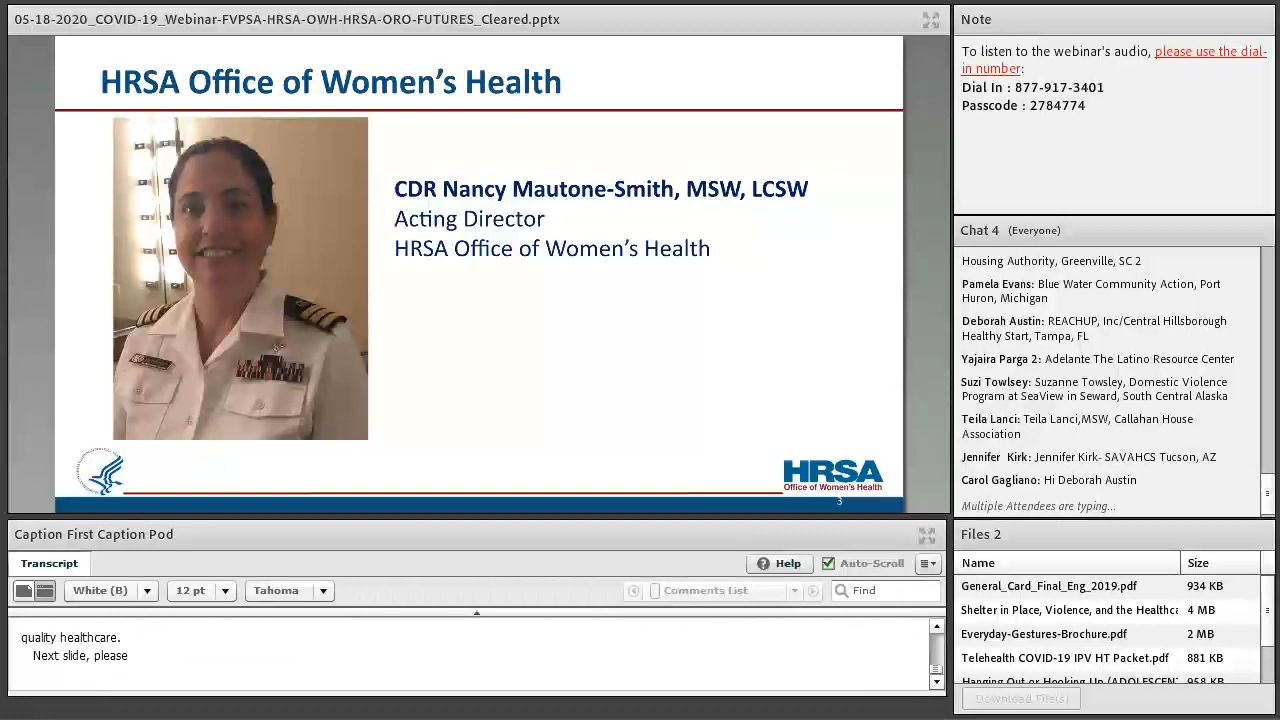 05-18-2020_COVID-19_Webinar-FVPSA-HRSA-OWH-HRSA-ORO-FUTURES_Cleared.pptx
HRSA Office of Women's Health
CDR Nancy Mautone-Smith, MSW, LCSW
Acting Director
HRSA Office of Women's Health
HRSA
Office of Women's Health
3
Caption First Caption Pod
Transcript
Help
Auto-Scroll
White (B)
12 pt
Tahoma
Comments List
Find
quality healthcare.
Next slide, please
Note
To listen to the webinar's audio, please use the dial-
in number:
Dial In : 877-917-3401
Passcode : 2784774
Chat 4 (Everyone)
Housing Authority, Greenville, SC 2
Pamela Evans: Blue Water Community Action, Port
Huron, Michigan
Deborah Austin: REACHUP, Inc/Central Hillsborough
Healthy Start, Tampa, FL
Yajaira Parga 2: Adelante The Latino Resource Center
Suzi Towlsey: Suzanne Towsley, Domestic Violence
Program at SeaView in Seward, South Central Alaska
Teila Lanci: Teila Lanci,MSW, Callahan House
Association
Jennifer Kirk: Jennifer Kirk- SAVAHCS Tucson, AZ
Carol Gagliano: Hi Deborah Austin
Multiple Attendees are typing...
Files 2
Name Size
General_Card_Final_Eng_2019.pdf 934 KB
Shelter in Place, Violence, and the Healthca 4 MB
Everyday-Gestures-Brochure.pdf 2 MB
Telehealth COVID-19 IPV HT Packet.pdf 881 KB
Hanging Out or Hooking Up (ADOLESCEN 958 KB
Download File(s)